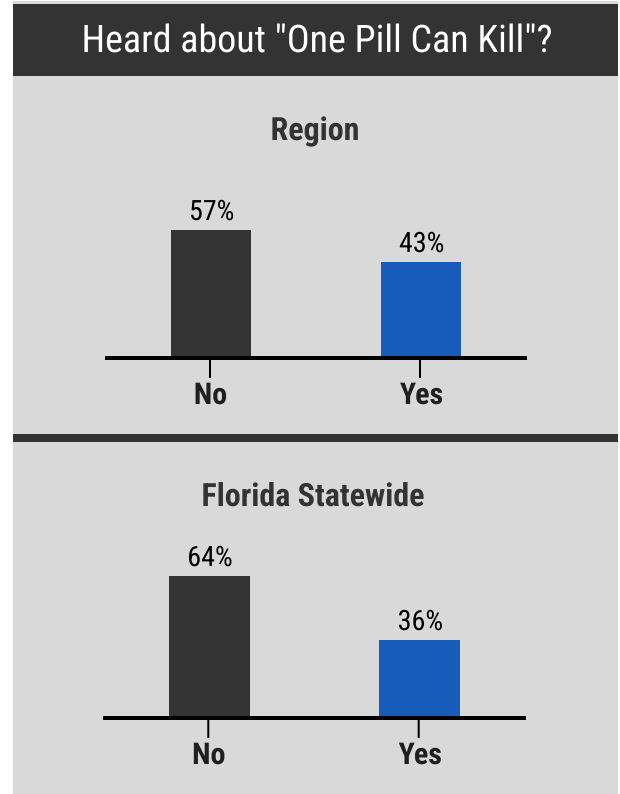 Heard about "One Pill Can Kill"?
Region
57%
43%
No
Yes
Florida Statewide
64%
36%
No
Yes